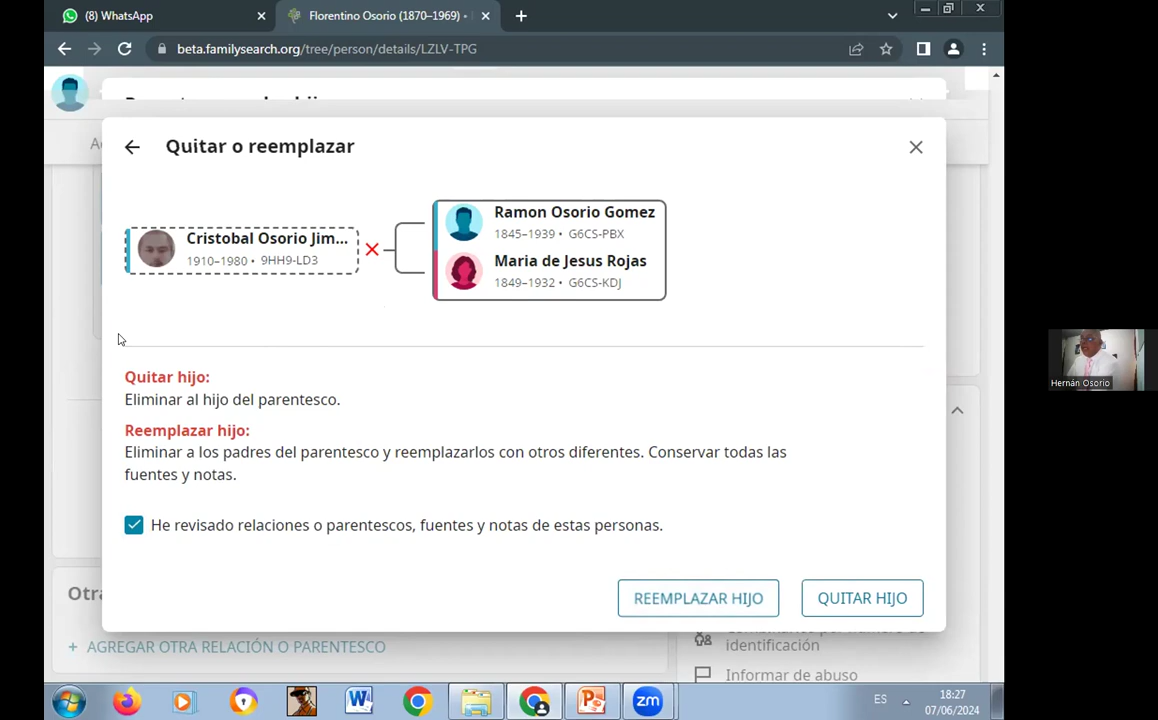 (8) WhatsApp
Florentino Osorio (1870–1969) •
beta.familysearch.org/tree/person/details/LZLV-TPG
Quitar o reemplazar
Cristobal Osorio Jim...
1910–1980 • 9HH9-LD3
Ramon Osorio Gomez
1845–1939 • G6CS-PBX
Maria de Jesus Rojas
1849–1932 • G6CS-KDJ
Quitar hijo:
Eliminar al hijo del parentesco.
Reemplazar hijo:
Eliminar a los padres del parentesco y reemplazarlos con otros diferentes. Conservar todas las
fuentes y notas.
He revisado relaciones o parentescos, fuentes y notas de estas personas.
REEMPLAZAR HIJO
QUITAR HIJO
Otra
+ AGREGAR OTRA RELACIÓN O PARENTESCO
identificación
Informar de abuso
Hernán Osorio
zm
ES
18:27
07/06/2024